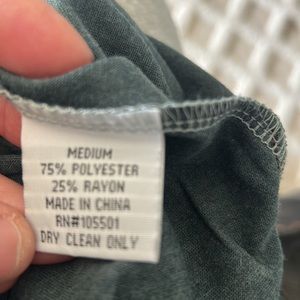 MEDIUM
75% POLYESTER
25% RAYON
MADE IN CHINA
RN#105501
DRY CLEAN ONLY